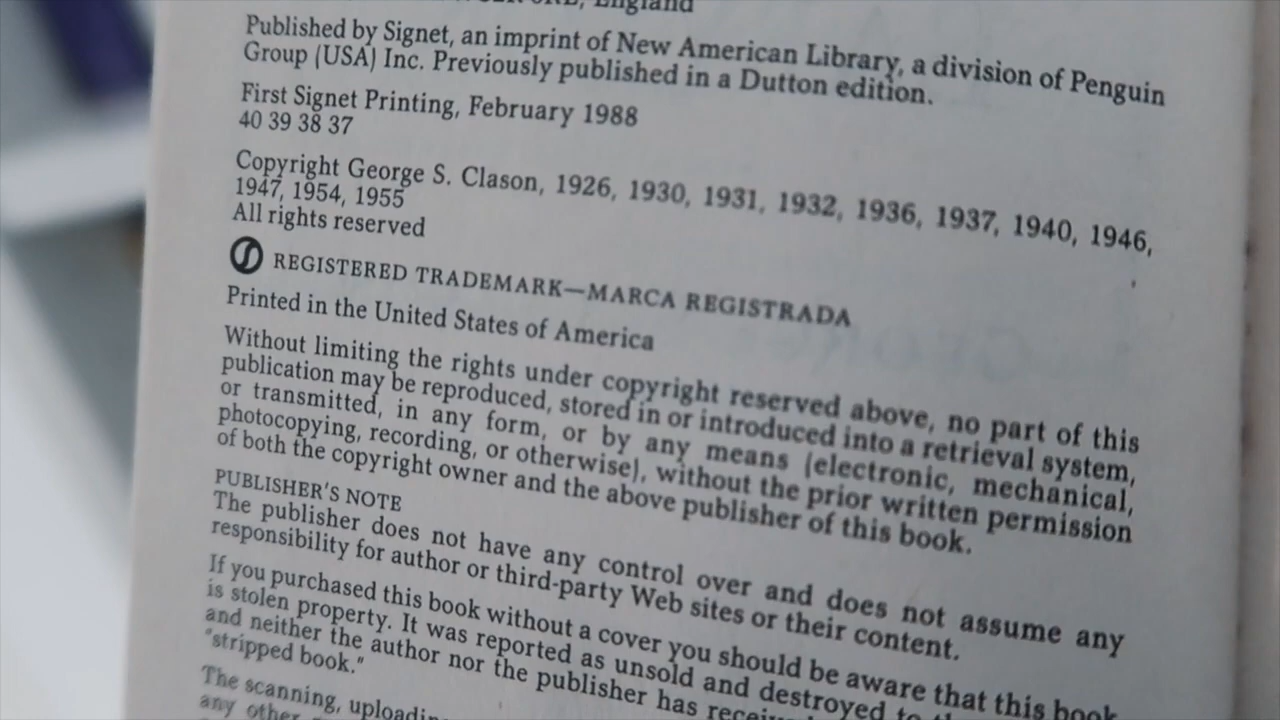 England
Published by Signet, an imprint of New American Library, a division of Penguin
Group (USA) Inc. Previously published in a Dutton edition.
First Signet Printing, February 1988
40 39 38 37
Copyright George S. Clason, 1926, 1930, 1931, 1932, 1936, 1937, 1940, 1946,
1947, 1954, 1955
All rights reserved
REGISTERED TRADEMARK—MARCA REGISTRADA
Printed in the United States of America
Without limiting the rights under copyright reserved above, no part of this
publication may be reproduced, stored in or introduced into a retrieval system,
or transmitted, in any form, or by any means (electronic, mechanical,
photocopying, recording, or otherwise), without the prior written permission
of both the copyright owner and the above publisher of this book.
PUBLISHER'S NOTE
The publisher does not have any control over and does not assume any
responsibility for author or third-party Web sites or their content.
If you purchased this book without a cover you should be aware that this book
is stolen property. It was reported as unsold and destroyed to
and neither the author nor the publisher has
"stripped book."
The scanning,
any other